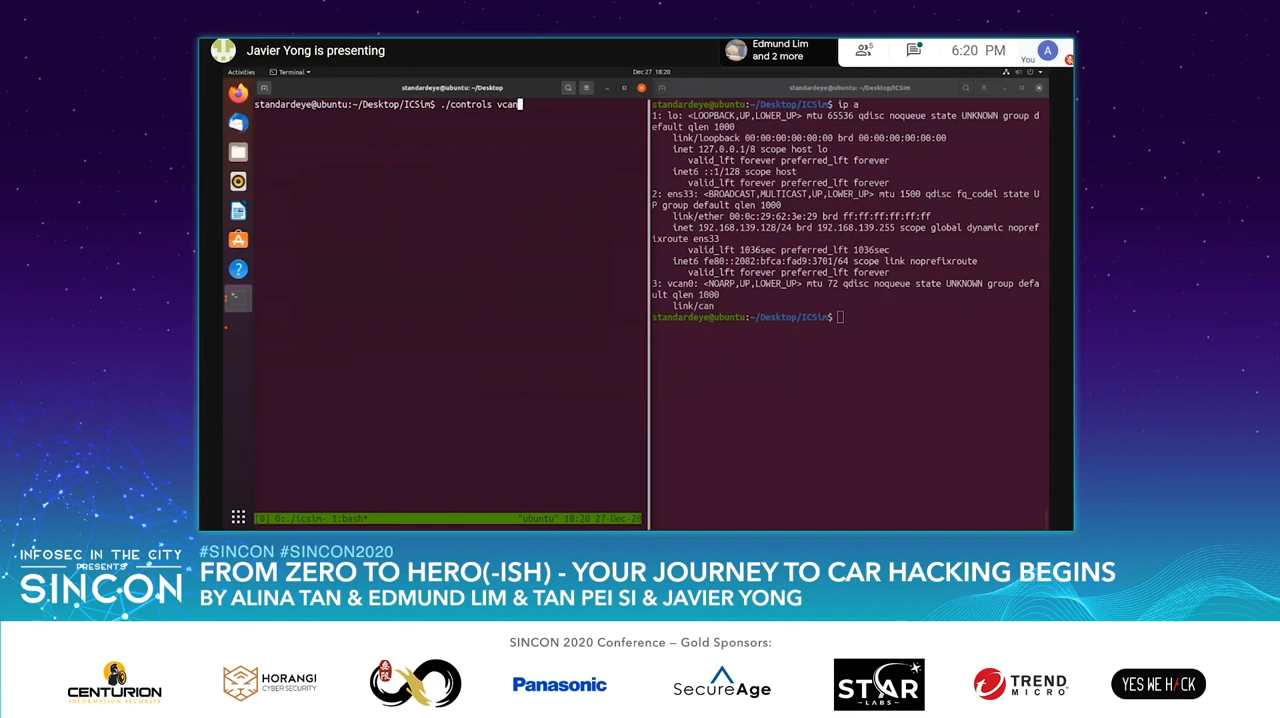 Javier Yong is presenting
Edmund Lim
and 2 more
5
6:20 PM
You
A
Activities
Terminal
Dec 27 18:20
standardeye@ubuntu: ~/Desktop
standardeye@ubuntu: ~/Desktop/ICSim
standardeye@ubuntu:~/Desktop/ICSim$ ./controls vcan
standardeye@ubuntu:~/Desktop/ICSim$ ip a
1: lo: <LOOPBACK,UP,LOWER_UP> mtu 65536 qdisc noqueue state UNKNOWN group d
efault qlen 1000
link/loopback 00:00:00:00:00:00 brd 00:00:00:00:00:00
inet 127.0.0.1/8 scope host lo
valid_lft forever preferred_lft forever
inet6 ::1/128 scope host
valid_lft forever preferred_lft forever
2: ens33: <BROADCAST,MULTICAST,UP,LOWER_UP> mtu 1500 qdisc fq_codel state U
P group default qlen 1000
link/ether 00:0c:29:62:3e:29 brd ff:ff:ff:ff:ff:ff
inet 192.168.139.128/24 brd 192.168.139.255 scope global dynamic nopref
ixroute ens33
valid_lft 1036sec preferred_lft 1036sec
inet6 fe80::2082:bfca:fad9:3701/64 scope link noprefixroute
valid_lft forever preferred_lft forever
3: vcan0: <NOARP,UP,LOWER_UP> mtu 72 qdisc noqueue state UNKNOWN group defa
ult qlen 1000
link/can
standardeye@ubuntu:~/Desktop/ICSim$
[0] 0:./icsim- 1:bash* "ubuntu" 18:20 27-Dec-20
INFOSEC IN THE CITY
PRESENTS
SINCON
#SINCON #SINCON2020
FROM ZERO TO HERO(-ISH) - YOUR JOURNEY TO CAR HACKING BEGINS
BY ALINA TAN & EDMUND LIM & TAN PEI SI & JAVIER YONG
SINCON 2020 Conference – Gold Sponsors:
CENTURION
INFORMATION SECURITY
HORANGI
CYBER SECURITY
Panasonic
SecureAge
STAR
LABS
TREND
MICRO
YES WE H/CK